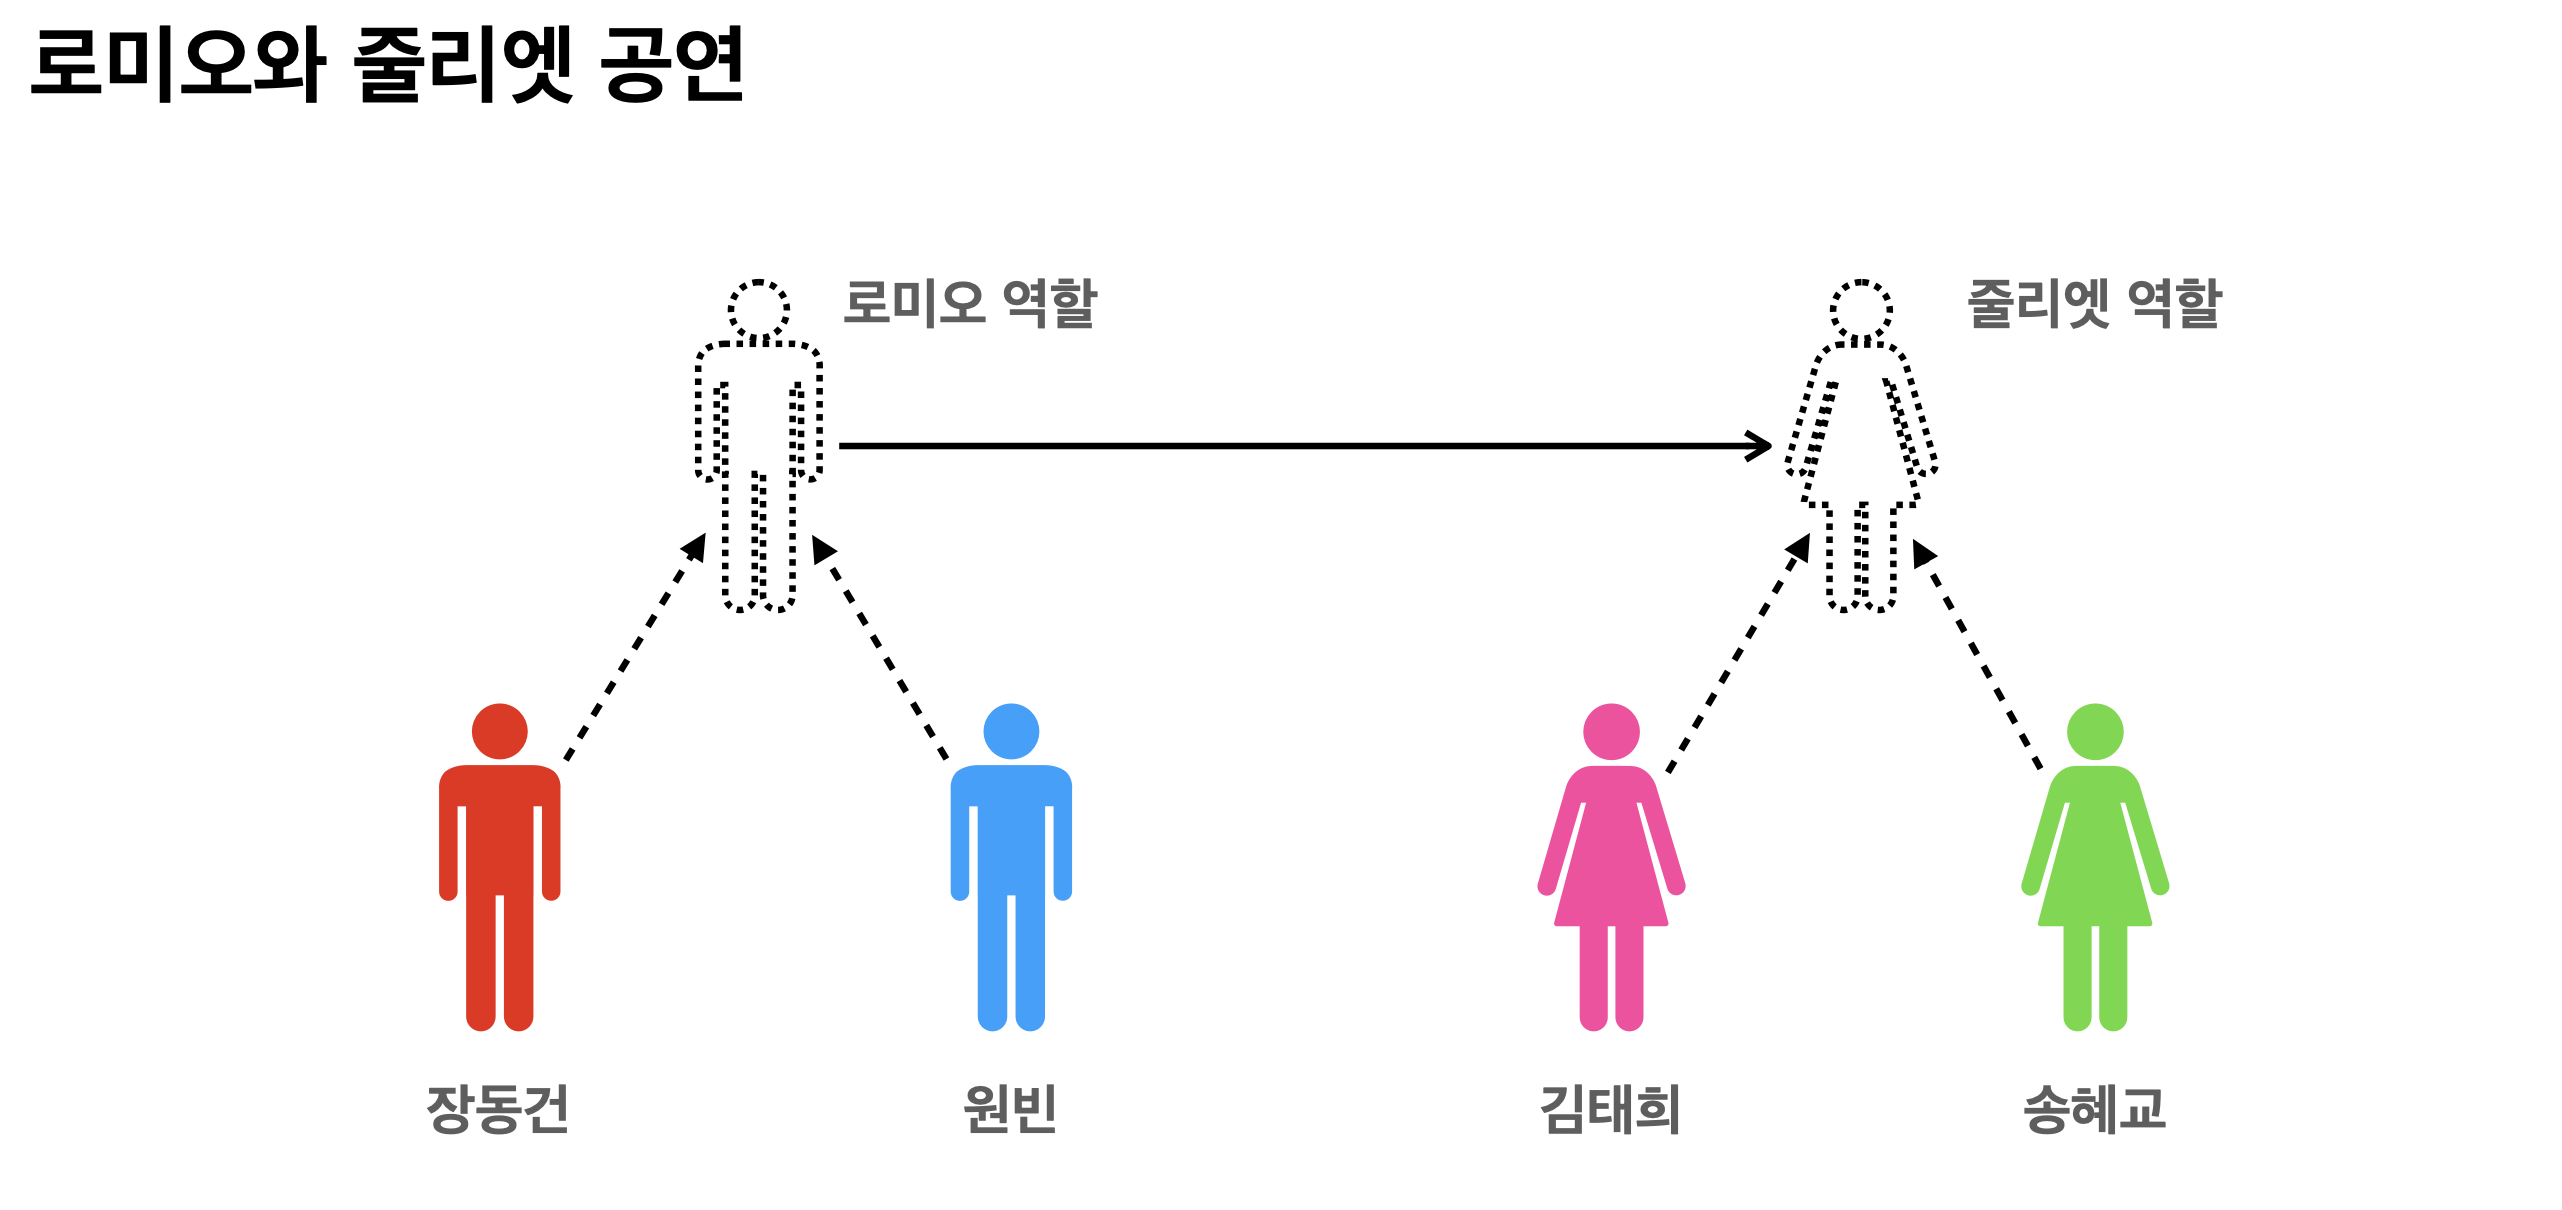 로미오와 줄리엣 공연
로미오 역할
줄리엣 역할
장동건
원빈
김태희
송혜교